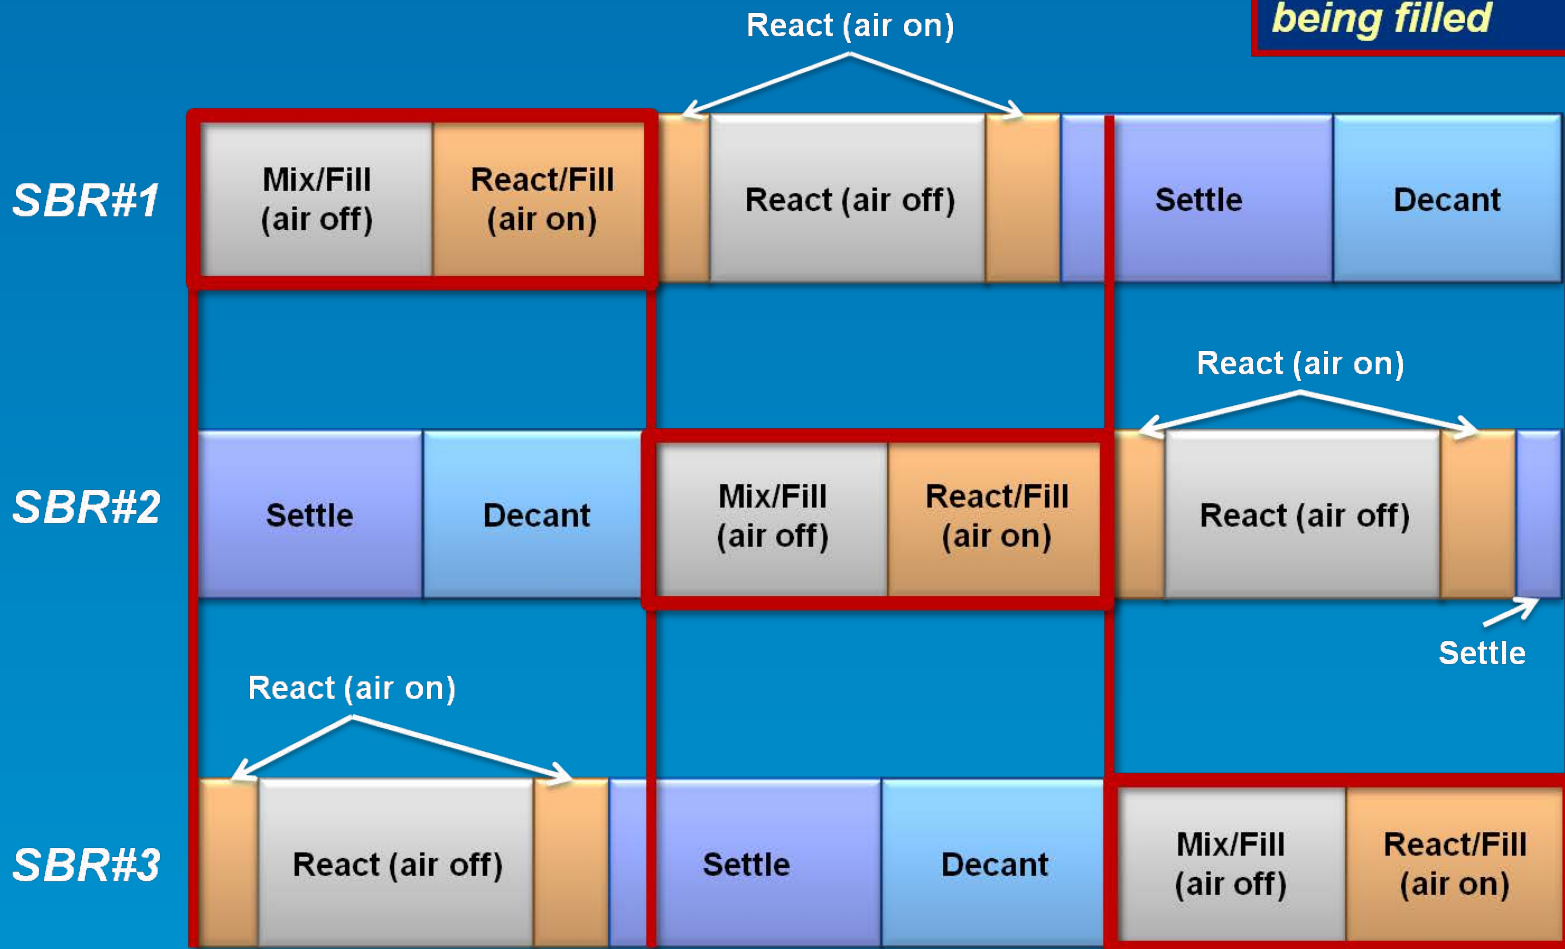 being filled
React (air on)
SBR#1
Mix/Fill
(air off)
React/Fill
(air on)
React (air off)
Settle
Decant
React (air on)
SBR#2
Settle
Decant
Mix/Fill
(air off)
React/Fill
(air on)
React (air off)
Settle
React (air on)
SBR#3
React (air off)
Settle
Decant
Mix/Fill
(air off)
React/Fill
(air on)